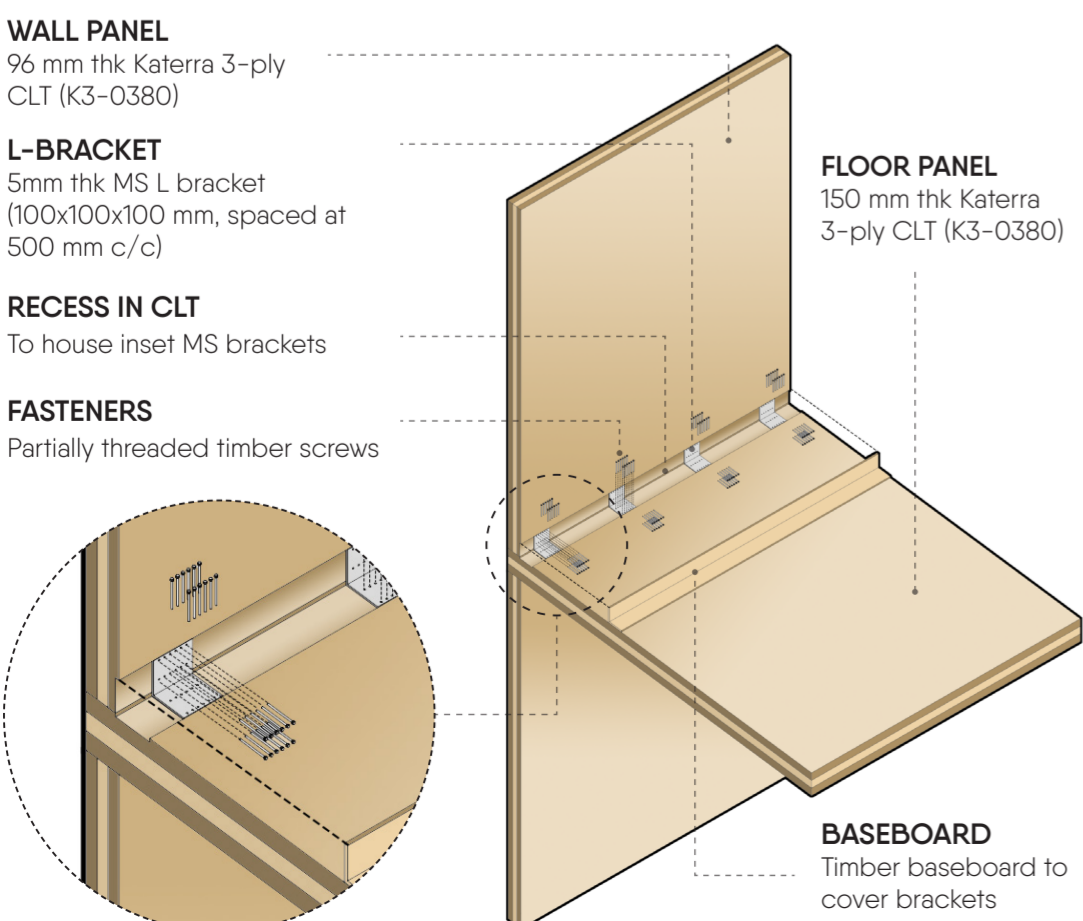 WALL PANEL
96 mm thk Katerra 3-ply
CLT (K3-0380)
L-BRACKET
5mm thk MS L bracket
(100x100x100 mm, spaced at
500 mm c/c)
RECESS IN CLT
To house inset MS brackets
FASTENERS
Partially threaded timber screws
FLOOR PANEL
150 mm thk Katerra
3-ply CLT (K3-0380)
BASEBOARD
Timber baseboard to
cover brackets